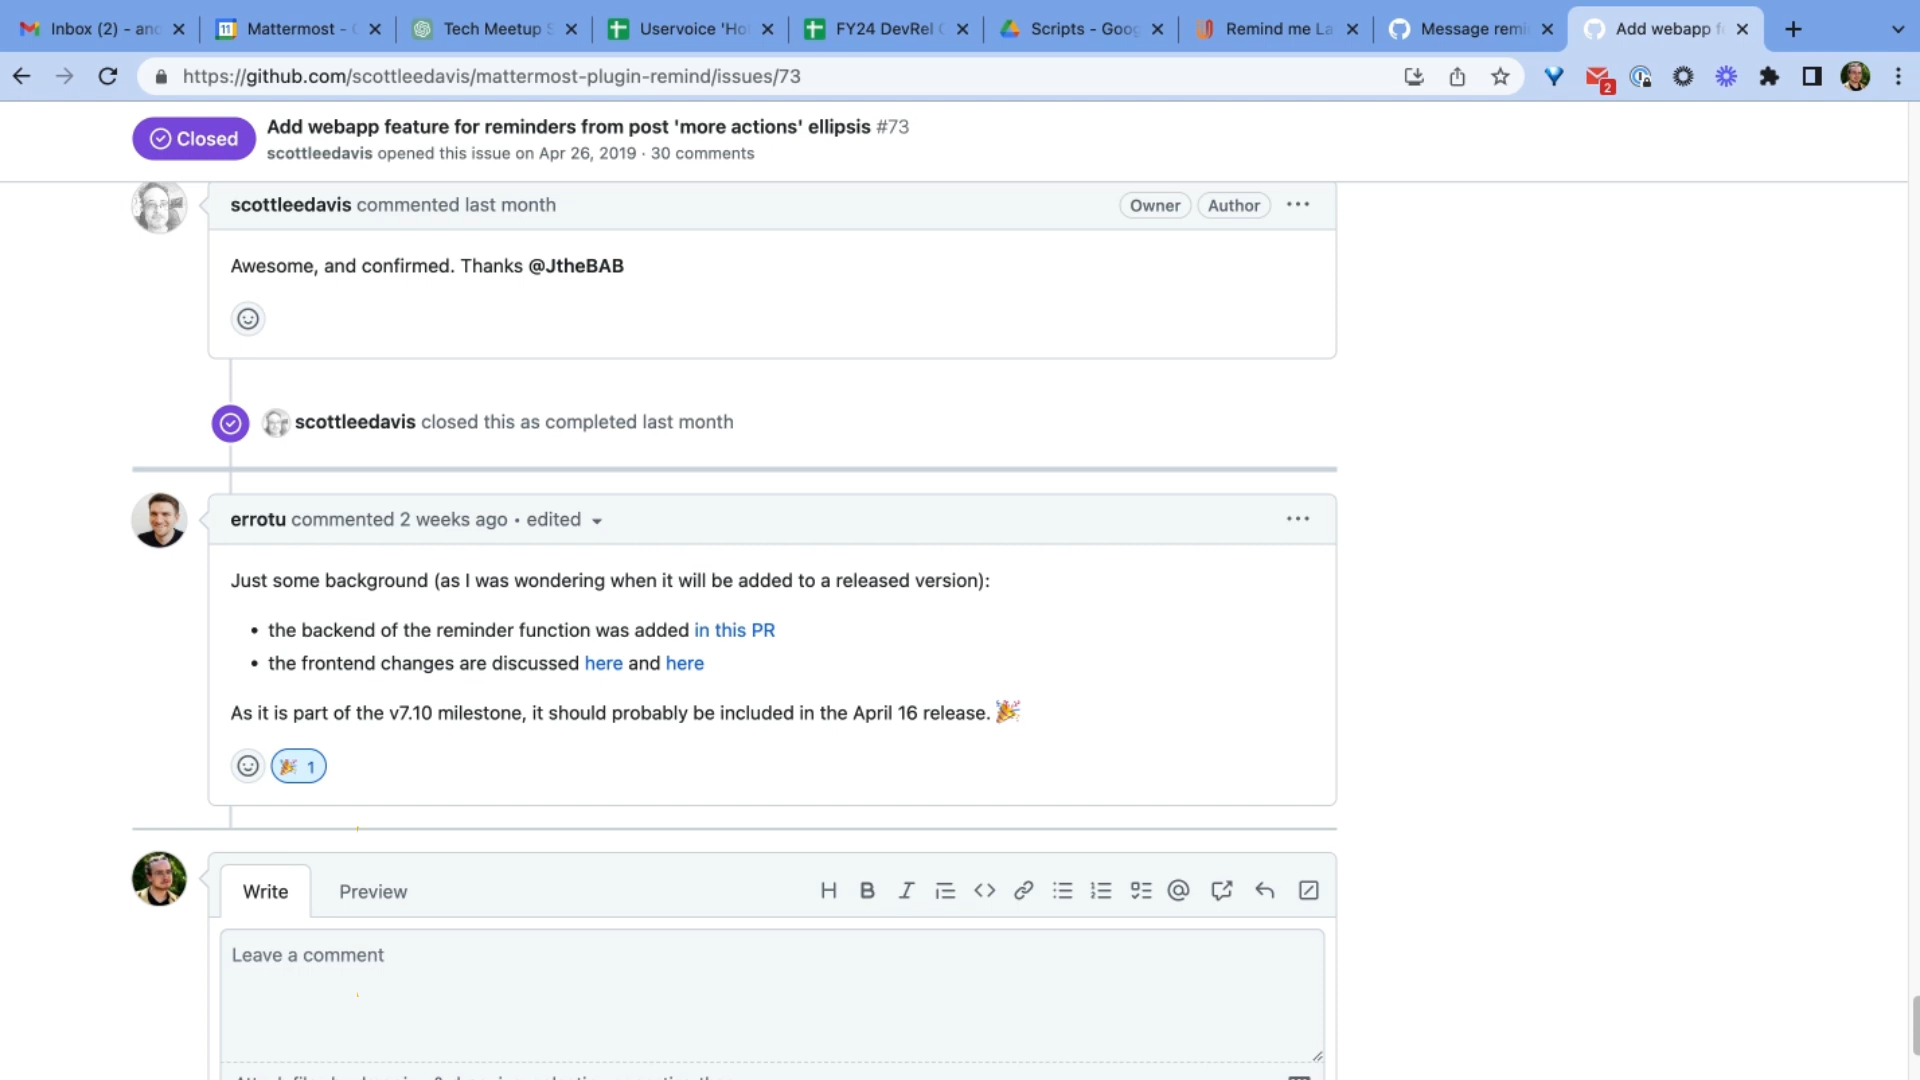 Inbox (2) - and
Mattermost - C
Tech Meetup S
Uservoice 'Ho
FY24 DevRel C
Scripts - Goog
Remind me La
Message remi
Add webapp f
https://github.com/scottleedavis/mattermost-plugin-remind/issues/73
2
Closed
Add webapp feature for reminders from post 'more actions' ellipsis #73
scottleedavis opened this issue on Apr 26, 2019 · 30 comments
scottleedavis commented last month
Owner
Author
Awesome, and confirmed. Thanks @JtheBAB
scottleedavis closed this as completed last month
errotu commented 2 weeks ago • edited
Just some background (as I was wondering when it will be added to a released version):
• the backend of the reminder function was added in this PR
• the frontend changes are discussed here and here
As it is part of the v7.10 milestone, it should probably be included in the April 16 release. 🎉
🎉 1
Write
Preview
Leave a comment